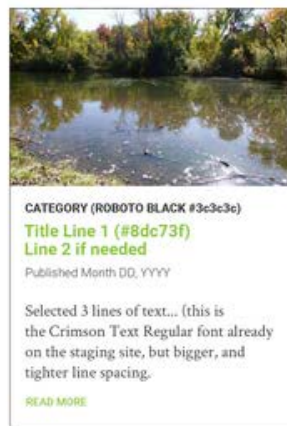 CATEGORY (ROBOTO BLACK #3c3c3c)
Title Line 1 (#8dc73f)
Line 2 if needed
Published Month DD, YYYY
Selected 3 lines of text... (this is
the Crimson Text Regular font already
on the staging site, but bigger, and
tighter line spacing.
READ MORE